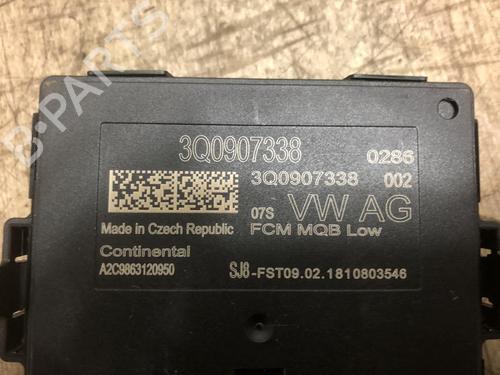 B-PARTS
3Q0907338
0286
3Q0907338 002
07S VW AG
Made in Czech Republic
FCM MQB Low
Continental
A2C9863120950
SJ8-FST09.02.1810803546